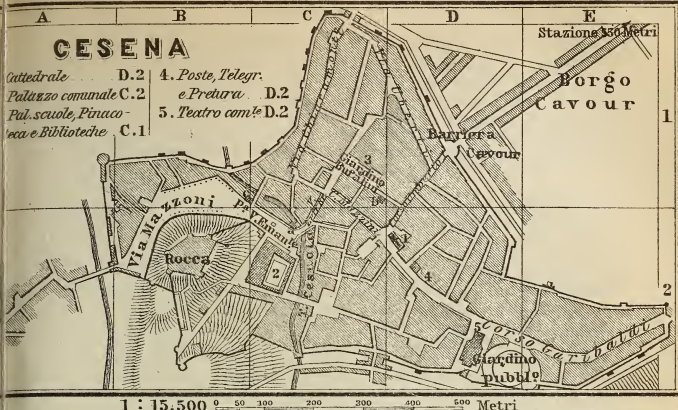 A B C D E
CESENA
Cattedrale D.2
Palazzo comunale C.2
Pal. scuole, Pinaco-
teca e Biblioteche C.1
4. Poste, Telegr.
e Pretura D.2
5. Teatro com.le D.2
Stazione 350 Metri
Borgo
Cavour
1
Barriera
Cavour
3
Giardino
Via Mazzoni
Rocca
2
4
2
5
Corso Garibaldi
Giardino
pubbl.º
1 : 15,500 0 50 100 200 300 400 500 Metri